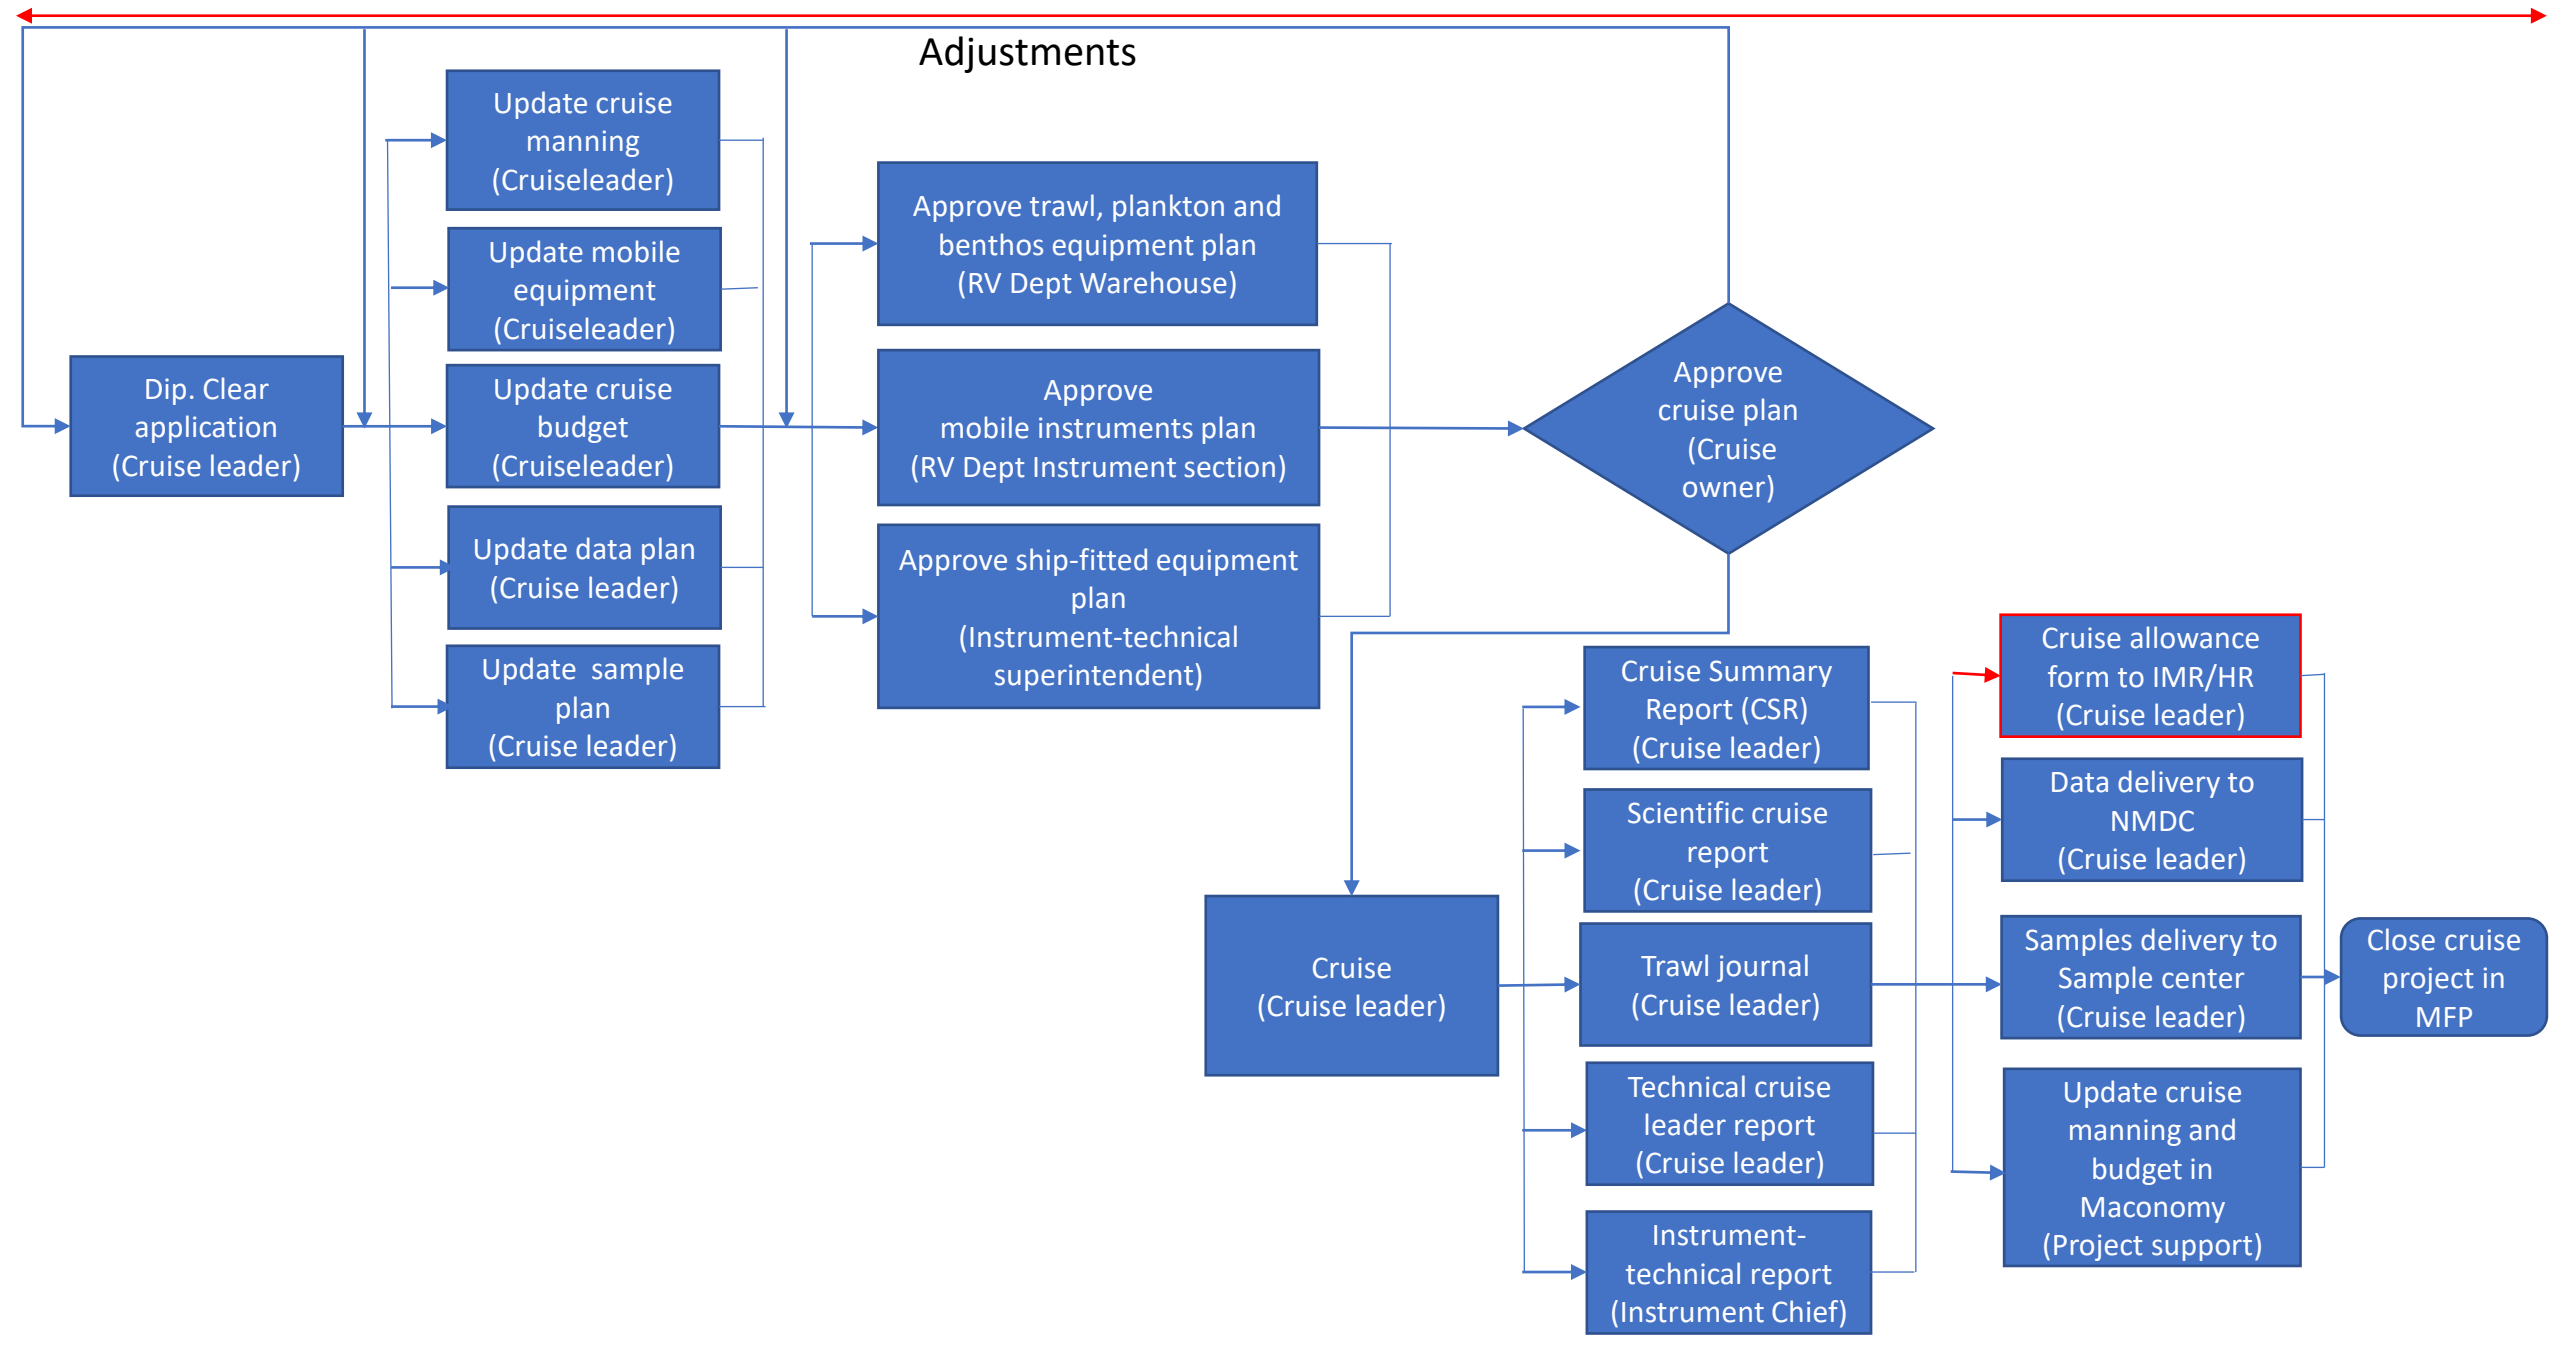 Adjustments
Update cruise
manning
(Cruiseleader)
Update mobile
equipment
(Cruiseleader)
Dip. Clear
application
(Cruise leader)
Update cruise
budget
(Cruiseleader)
Update data plan
(Cruise leader)
Update  sample
plan
(Cruise leader)
Approve trawl, plankton and
benthos equipment plan
(RV Dept Warehouse)
Approve
mobile instruments plan
(RV Dept Instrument section)
Approve ship-fitted equipment
plan
(Instrument-technical
superintendent)
Approve
cruise plan
(Cruise
owner)
Cruise
(Cruise leader)
Cruise Summary
Report (CSR)
(Cruise leader)
Scientific cruise
report
(Cruise leader)
Trawl journal
(Cruise leader)
Technical cruise
leader report
(Cruise leader)
Instrument-
technical report
(Instrument Chief)
Cruise allowance
form to IMR/HR
(Cruise leader)
Data delivery to
NMDC
(Cruise leader)
Samples delivery to
Sample center
(Cruise leader)
Update cruise
manning and
budget in
Maconomy
(Project support)
Close cruise
project in
MFP